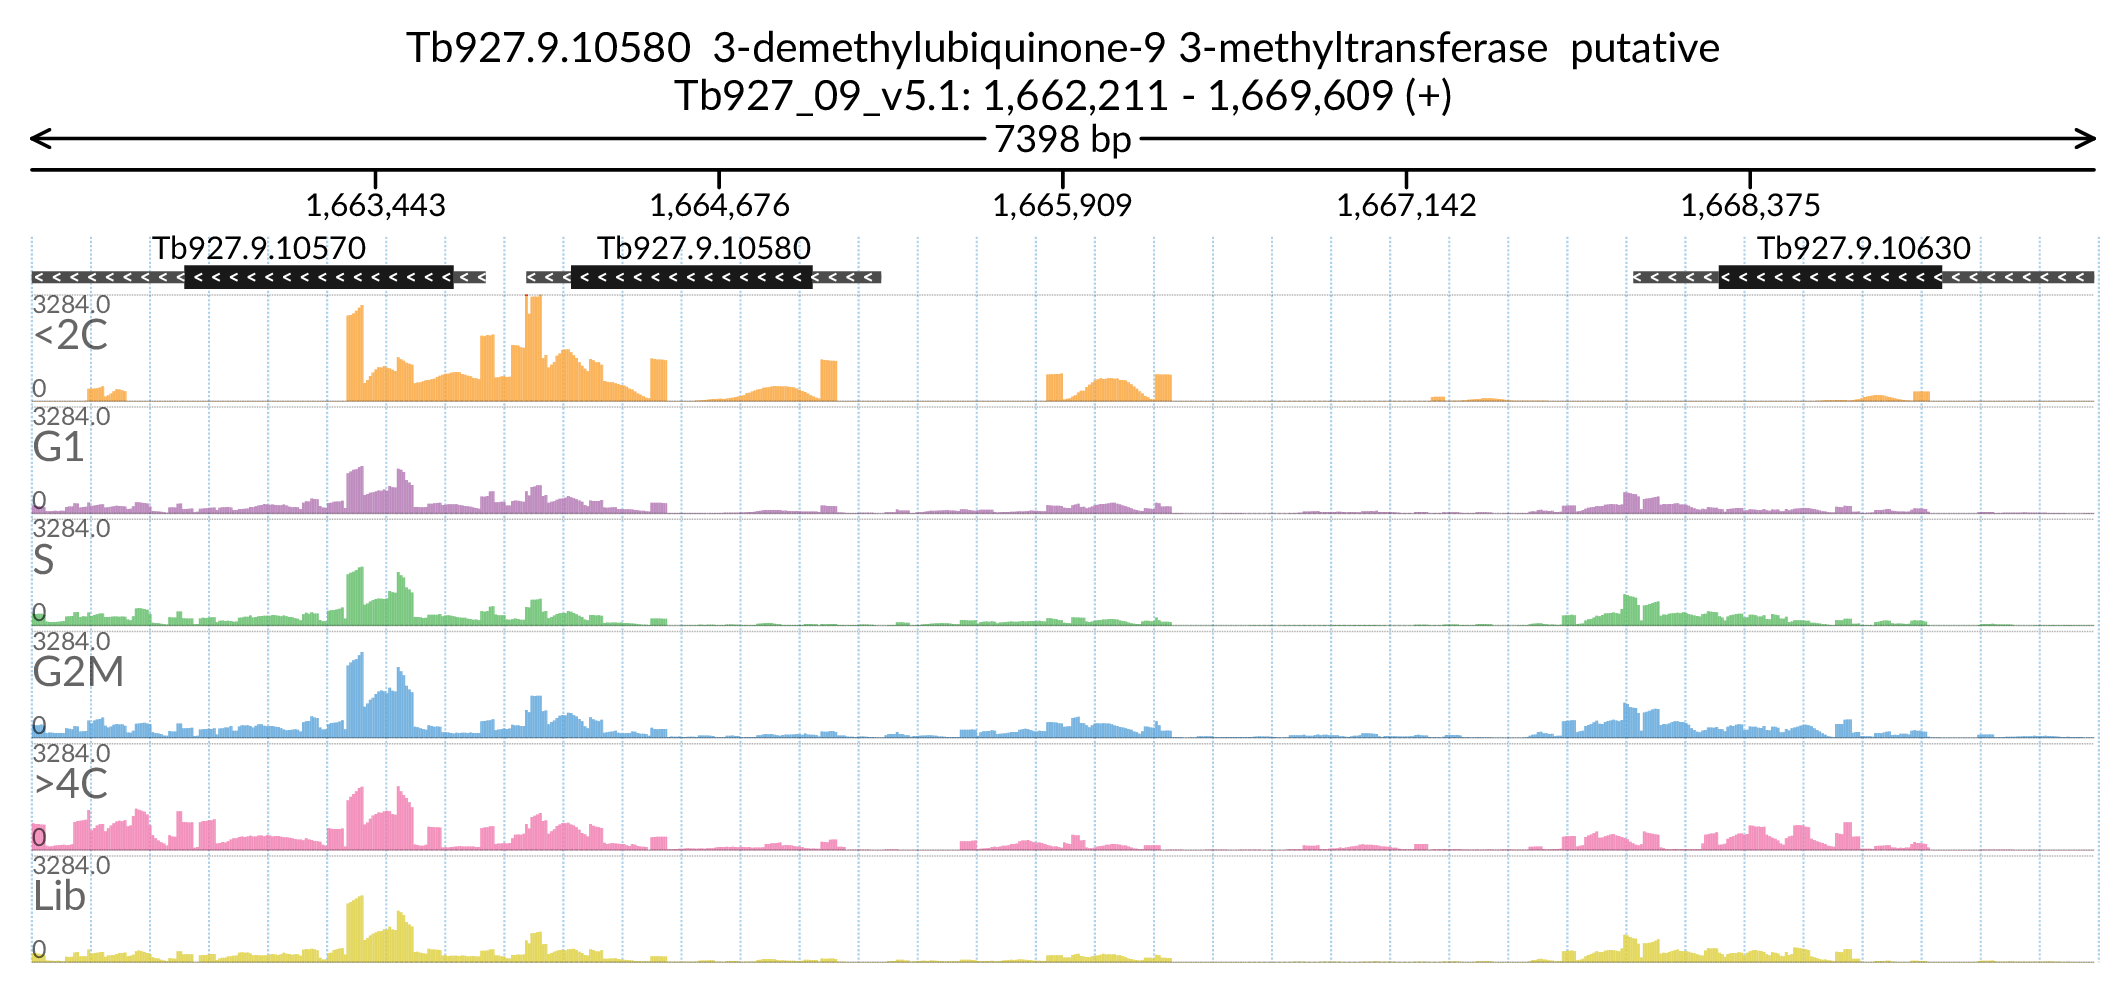 Tb927.9.10580  3-demethylubiquinone-9 3-methyltransferase  putative
Tb927_09_v5.1: 1,662,211 - 1,669,609 (+)
7398 bp
1,663,443 1,664,676 1,665,909 1,667,142 1,668,375
Tb927.9.10570 Tb927.9.10580 Tb927.9.10630
3284.0
<2C
0
3284.0
G1
0
3284.0
S
0
3284.0
G2M
0
3284.0
>4C
0
3284.0
Lib
0